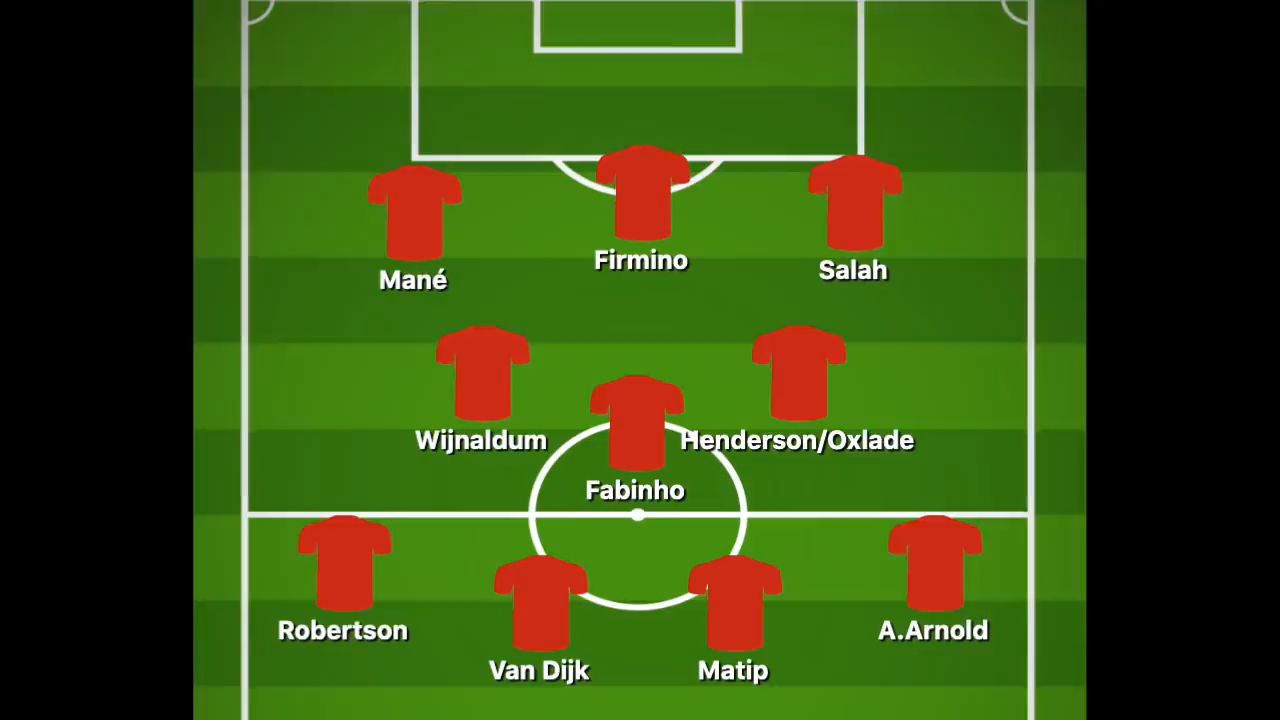 Mané
Firmino
Salah
Wijnaldum
Henderson/Oxlade
Fabinho
Robertson
A.Arnold
Van Dijk
Matip